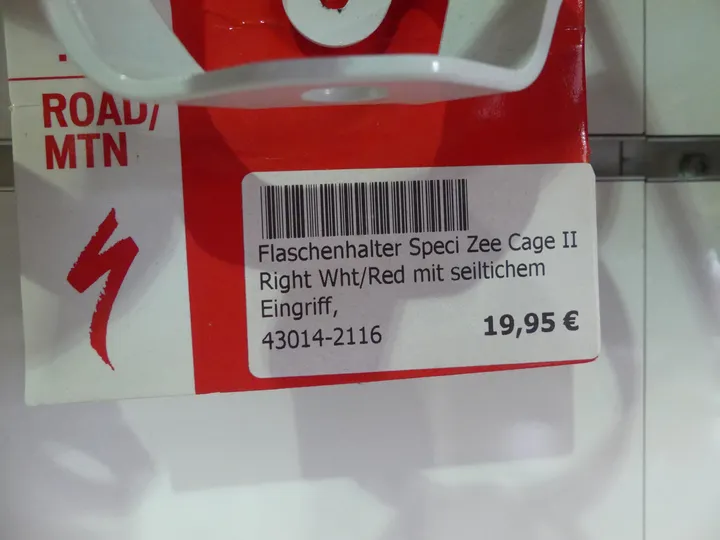 ROAD/
MTN
Flaschenhalter Speci Zee Cage II
Right Wht/Red mit seiltichem
Eingriff,
43014-2116
19,95 €